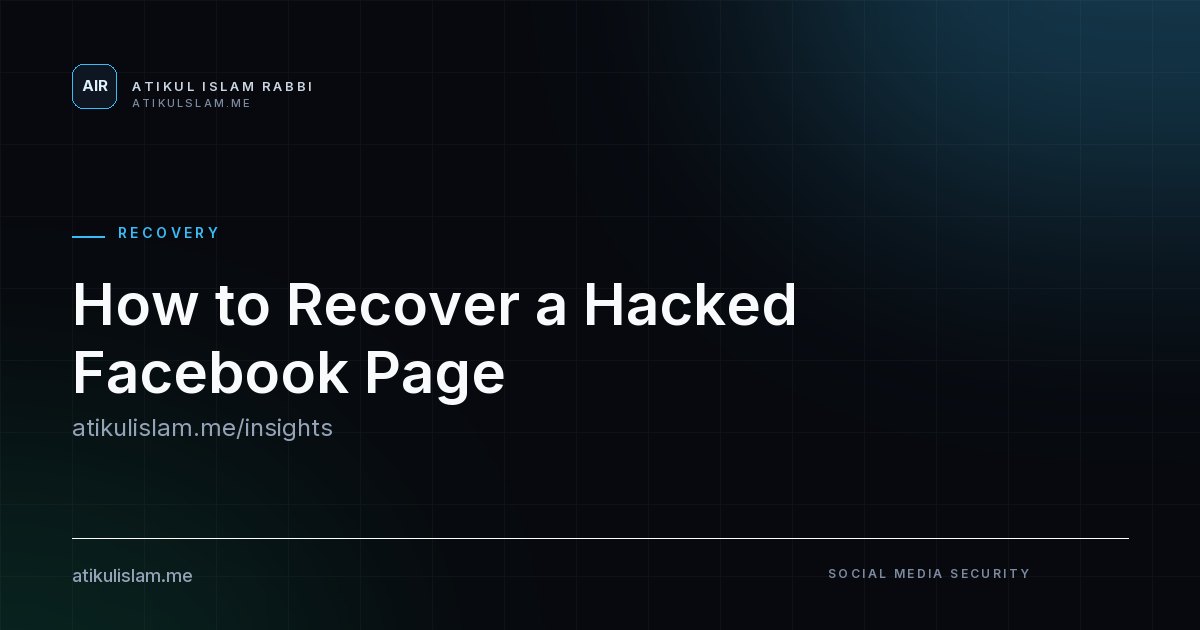 AIR
ATIKUL ISLAM RABBI
ATIKULSLAM.ME
RECOVERY
How to Recover a Hacked
Facebook Page
atikulislam.me/insights
atikulislam.me
SOCIAL MEDIA SECURITY